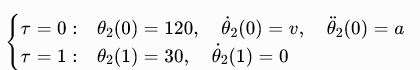 τ = 0 : θ₂(0) = 120, θ̇₂(0) = v, θ̈₂(0) = a
τ = 1 : θ₂(1) = 30, θ̇₂(1) = 0